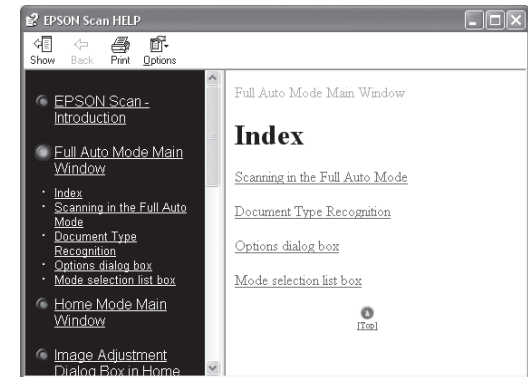 EPSON Scan HELP
Show Back Print Options
EPSON Scan -
Introduction
Full Auto Mode Main
Window
Index
Scanning in the Full Auto
Mode
Document Type
Recognition
Options dialog box
Mode selection list box
Home Mode Main
Window
Image Adjustment
Dialog Box in Home
Full Auto Mode Main Window
Index
Scanning in the Full Auto Mode
Document Type Recognition
Options dialog box
Mode selection list box
[Top]